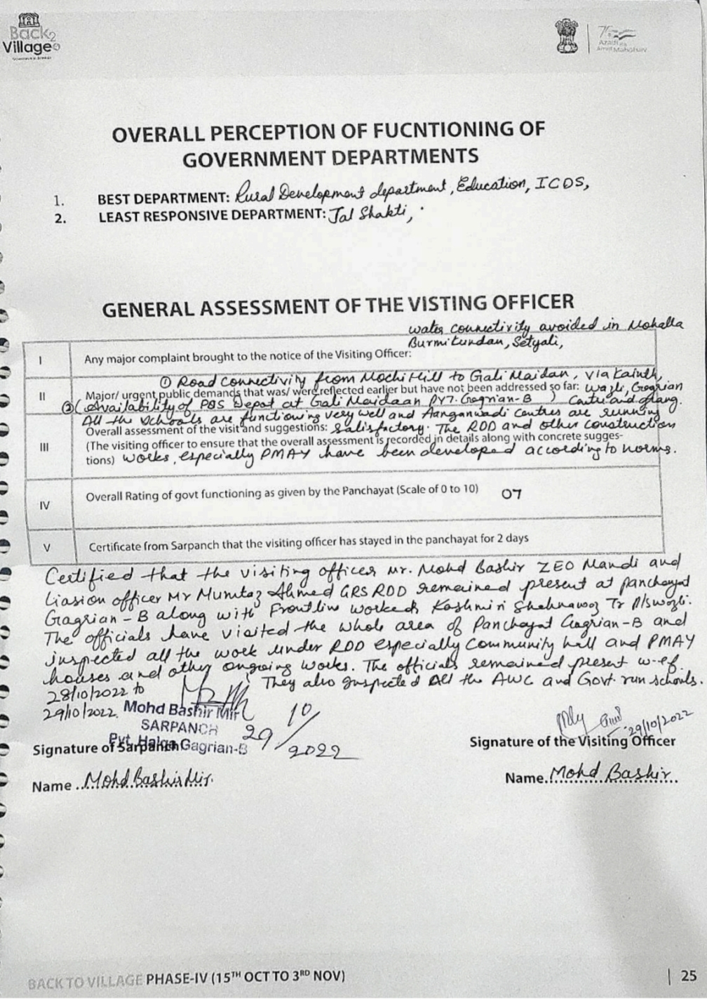 Back2
Village
Azadi Ka
Amrit Mahotsav
OVERALL PERCEPTION OF FUCNTIONING OF
GOVERNMENT DEPARTMENTS
1. BEST DEPARTMENT: Rural Development department, Education, ICDS,
2. LEAST RESPONSIVE DEPARTMENT: Jal Shakti,
GENERAL ASSESSMENT OF THE VISTING OFFICER
water connectivity avoided in Mohalla
Burmitundan, Setyali,
I Any major complaint brought to the notice of the Visiting Officer:
① Road Connectivity from Mochi Hill to Gali Maidan, via Kainth,
II Major/ urgent public demands that was/ were reflected earlier but have not been addressed so far: Wazli, Gagrian
② (Availability of PDS Depot at Gali Maidaan PYT. Gagrian-B )
All the schools are functioning very well and Aanganwadi Centres are running
Overall assessment of the visit and suggestions: Satisfactory. The RDD and other construction
III (The visiting officer to ensure that the overall assessment is recorded in details along with concrete sugges-
tions) works, especially PMAY have been developed according to norms.
IV Overall Rating of govt functioning as given by the Panchayat (Scale of 0 to 10) 07
V Certificate from Sarpanch that the visiting officer has stayed in the panchayat for 2 days
Certified that the visiting officer Mr. Mohd Bashir ZEO Mandi and
Liasion officer Mr Mumtaz Ahmed GRS RDD remained present at panchayat
Gagrian-B along with Frontline worked Kashmiri Shahnawaz Tr
The officials have visited the whole area of Panchayat Gagrian-B and
inspected all the work under RDD especially Community hall and PMAY
houses and other ongoing works. The officials remained present w-ef.
28/10/2022 to They also inspected All the AWC and Govt. run schools.
29/10/2022.
Mohd Bashir Mir
SARPANCH
Pyt. Halqa Gagrian-B
29/10/2022
29/10/2022
Signature of Sarpanch
Signature of the Visiting Officer
Name ..Mohd Bashir Mir.
Name..Mohd Bashir..
BACK TO VILLAGE PHASE-IV (15TH OCT TO 3RD NOV) | 25